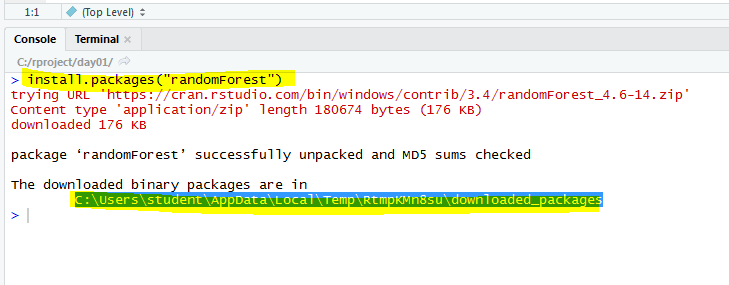 1:1 (Top Level)
Console Terminal
C:/rproject/day01/
> install.packages("randomForest")
trying URL 'https://cran.rstudio.com/bin/windows/contrib/3.4/randomForest_4.6-14.zip'
Content type 'application/zip' length 180674 bytes (176 KB)
downloaded 176 KB
package ‘randomForest’ successfully unpacked and MD5 sums checked
The downloaded binary packages are in
C:\Users\student\AppData\Local\Temp\RtmpKMn8su\downloaded_packages
>